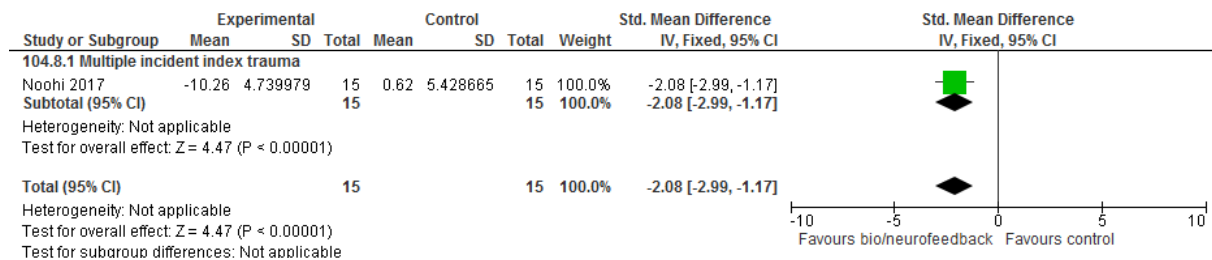 Experimental Control Std. Mean Difference Std. Mean Difference
Study or Subgroup Mean SD Total Mean SD Total Weight IV, Fixed, 95% CI IV, Fixed, 95% CI
104.8.1 Multiple incident index trauma
Noohi 2017 -10.26 4.739979 15 0.62 5.428665 15 100.0% -2.08 [-2.99, -1.17]
Subtotal (95% CI) 15 15 100.0% -2.08 [-2.99, -1.17]
Heterogeneity: Not applicable
Test for overall effect: Z = 4.47 (P < 0.00001)
Total (95% CI) 15 15 100.0% -2.08 [-2.99, -1.17]
Heterogeneity: Not applicable
Test for overall effect: Z = 4.47 (P < 0.00001)
Test for subgroup differences: Not applicable
-10 -5 0 5 10
Favours bio/neurofeedback Favours control